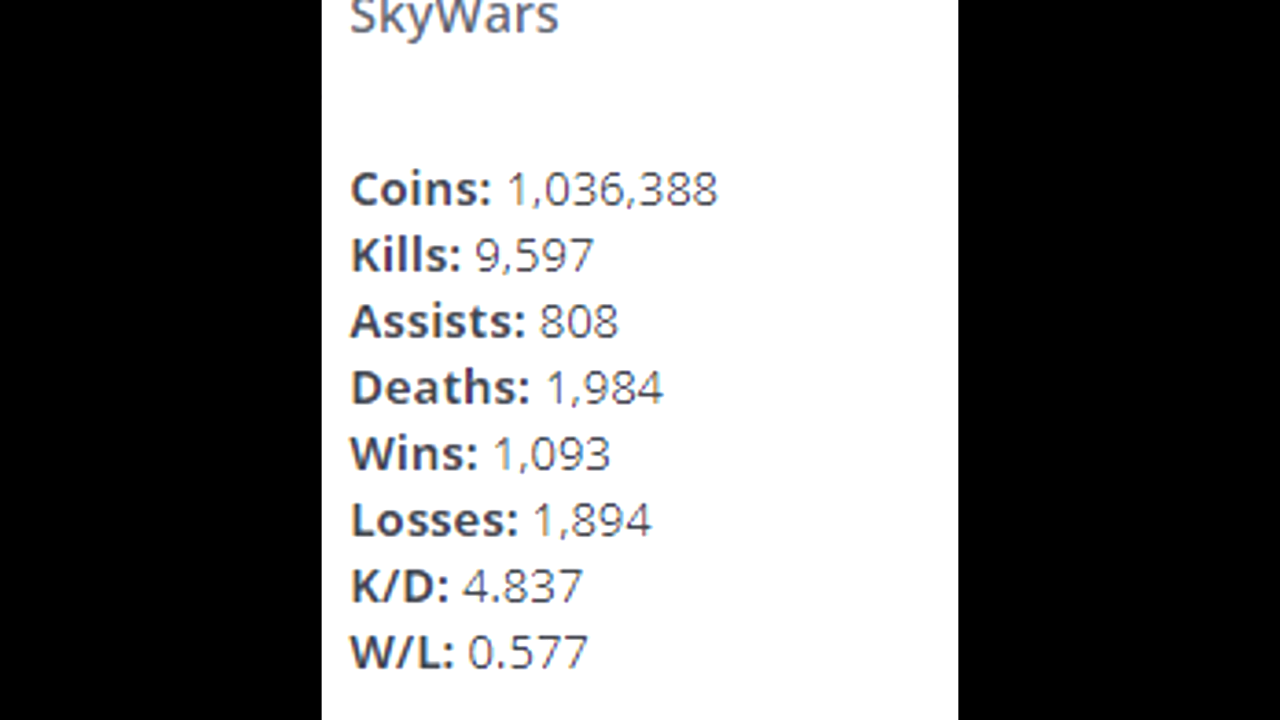 SkyWars
Coins: 1,036,388
Kills: 9,597
Assists: 808
Deaths: 1,984
Wins: 1,093
Losses: 1,894
K/D: 4.837
W/L: 0.577